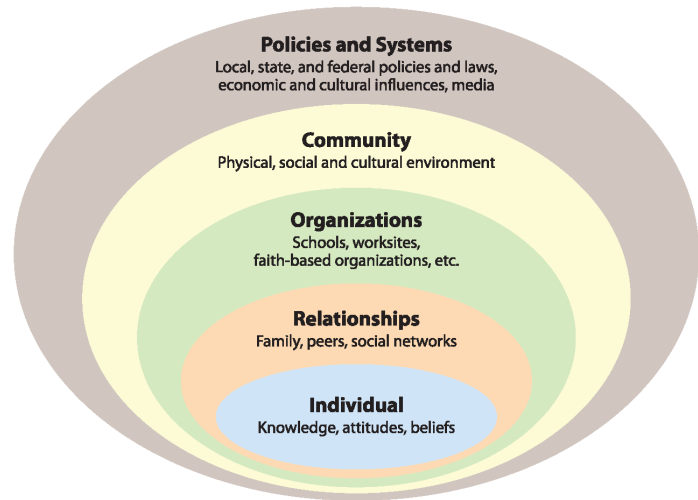 Policies and Systems
Local, state, and federal policies and laws,
economic and cultural influences, media
Community
Physical, social and cultural environment
Organizations
Schools, worksites,
faith-based organizations, etc.
Relationships
Family, peers, social networks
Individual
Knowledge, attitudes, beliefs